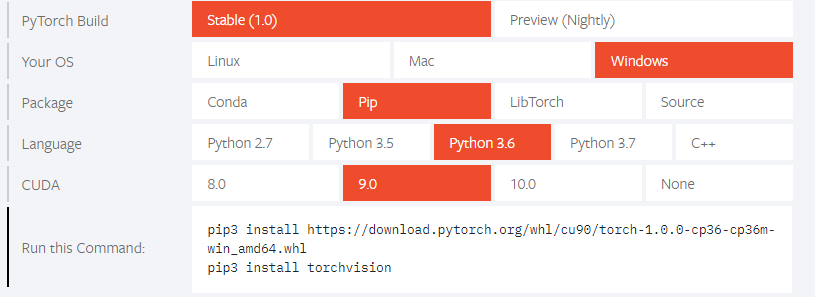 PyTorch Build Stable (1.0) Preview (Nightly)
Your OS Linux Mac Windows
Package Conda Pip LibTorch Source
Language Python 2.7 Python 3.5 Python 3.6 Python 3.7 C++
CUDA 8.0 9.0 10.0 None
Run this Command:
pip3 install https://download.pytorch.org/whl/cu90/torch-1.0.0-cp36-cp36m-
win_amd64.whl
pip3 install torchvision